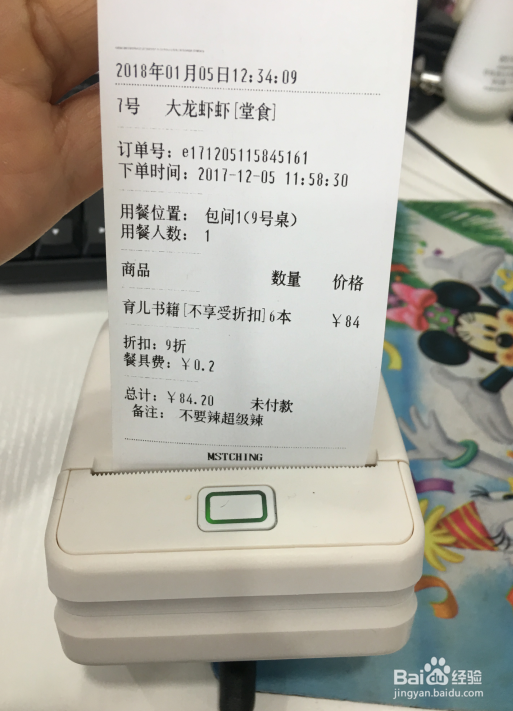 2018年01月05日12:34:09
7号 大龙虾虾[堂食]
订单号：e171205115845161
下单时间：2017-12-05 11:58:30
用餐位置： 包间1(9号桌)
用餐人数： 1
商品 数量 价格
育儿书籍[不享受折扣]6本 ￥84
折扣：9折
餐具费：￥0.2
总计：￥84.20 未付款
备注： 不要辣超级辣
MSTCHING
Bai du 经验
jingyan.baidu.com